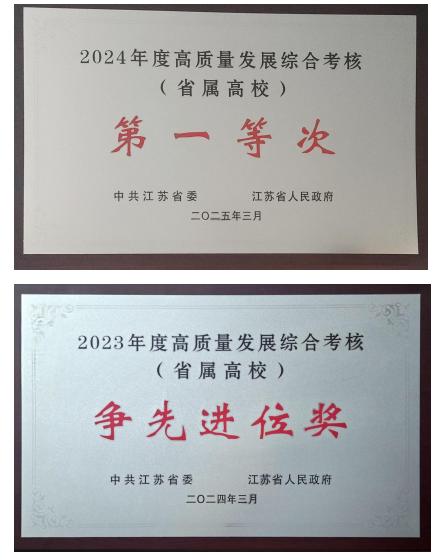 2024年度高质量发展综合考核
（省属高校）
第一等次
中共江苏省委 江苏省人民政府
二〇二五年三月
2023年度高质量发展综合考核
（省属高校）
争先进位奖
中共江苏省委 江苏省人民政府
二〇二四年三月